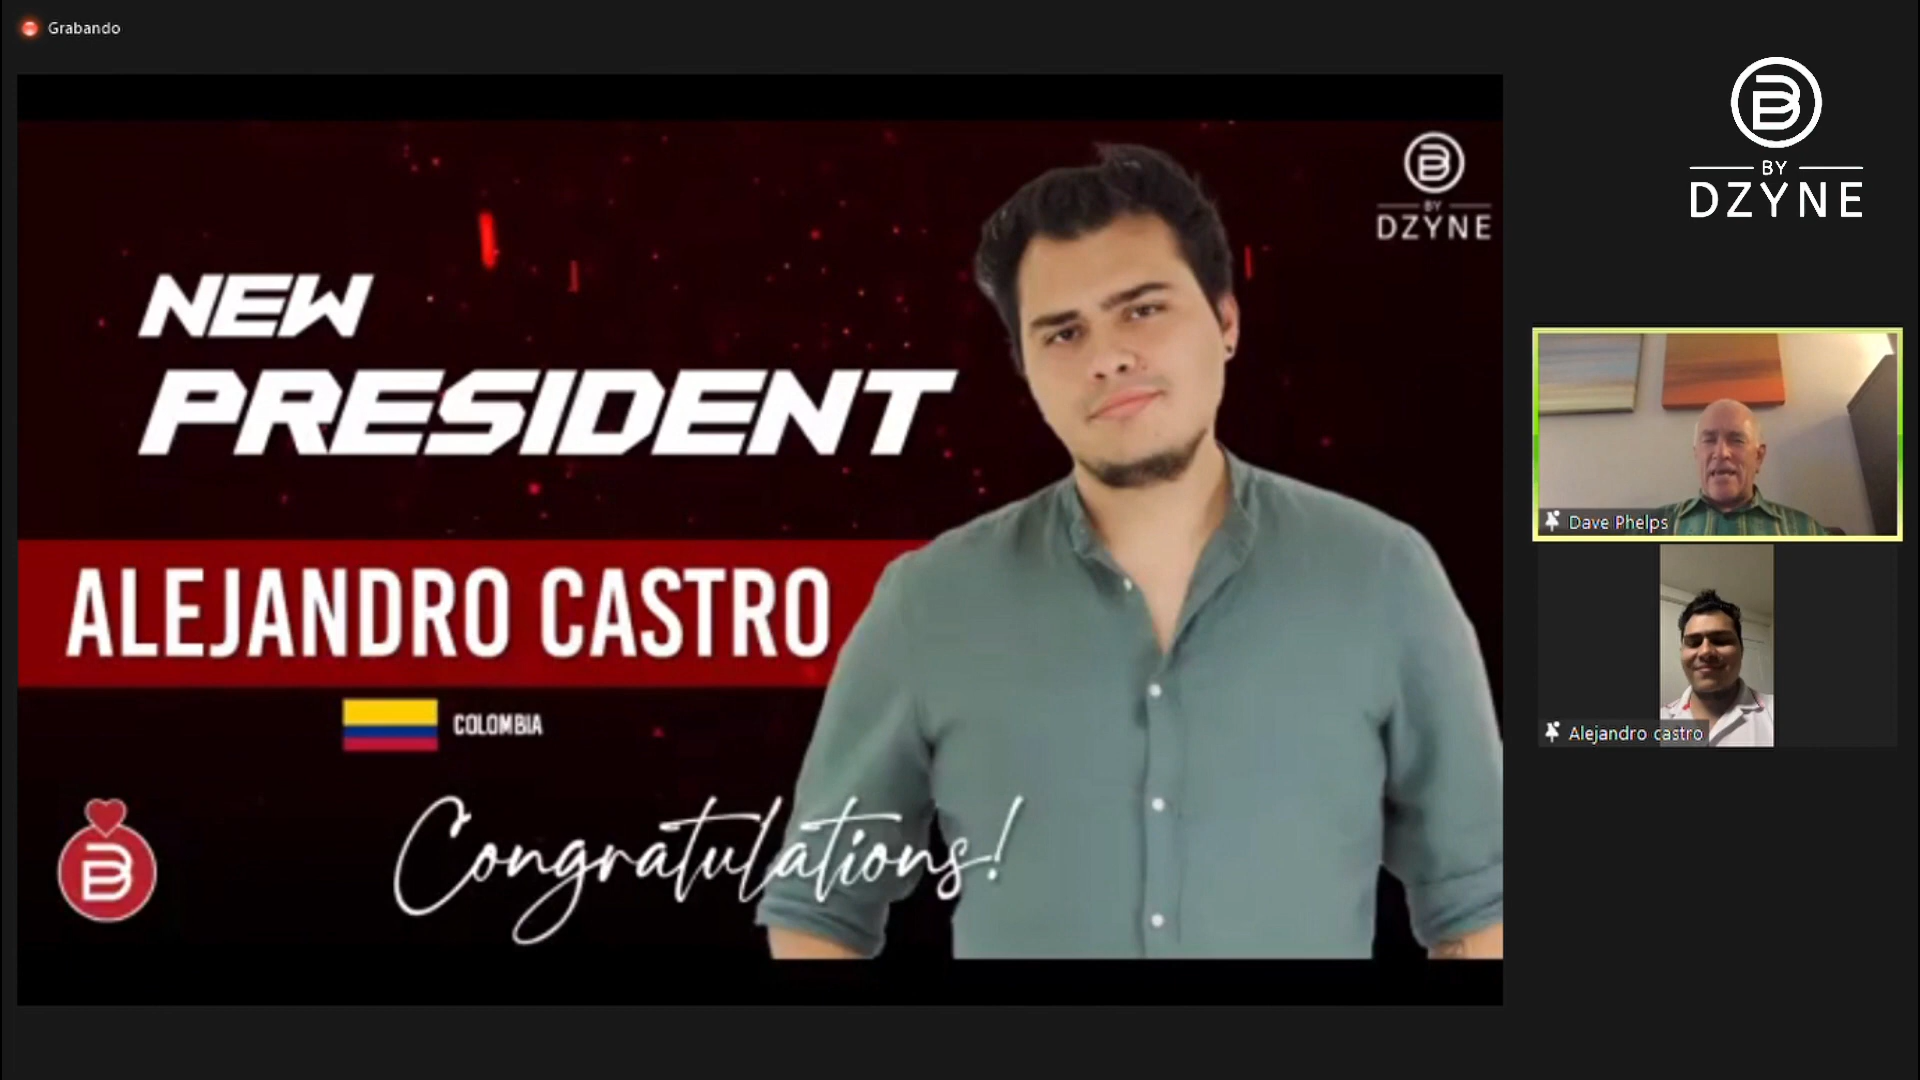 Grabando
B
BY
DZYNE
B
BY
DZYNE
NEW
PRESIDENT
ALEJANDRO CASTRO
COLOMBIA
Congratulations!
B
Dave Phelps
Alejandro castro